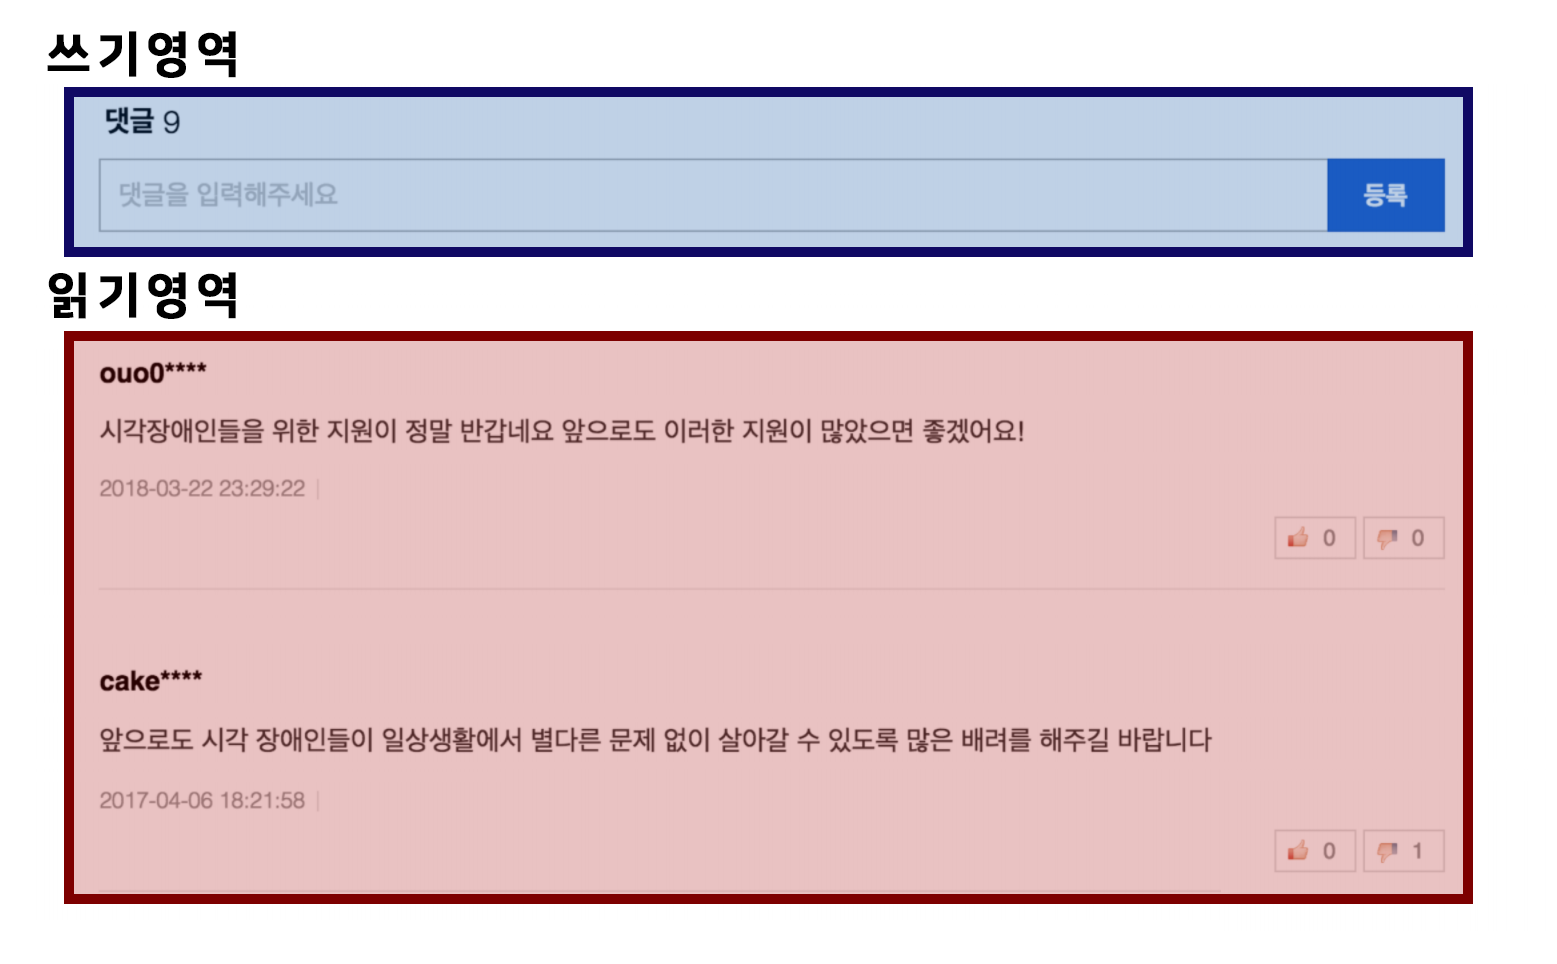 쓰기영역
댓글 9
댓글을 입력해주세요
등록
읽기영역
ouo0****
시각장애인들을 위한 지원이 정말 반갑네요 앞으로도 이러한 지원이 많았으면 좋겠어요!
2018-03-22 23:29:22
0 0
cake****
앞으로도 시각 장애인들이 일상생활에서 별다른 문제 없이 살아갈 수 있도록 많은 배려를 해주길 바랍니다
2017-04-06 18:21:58
0 1